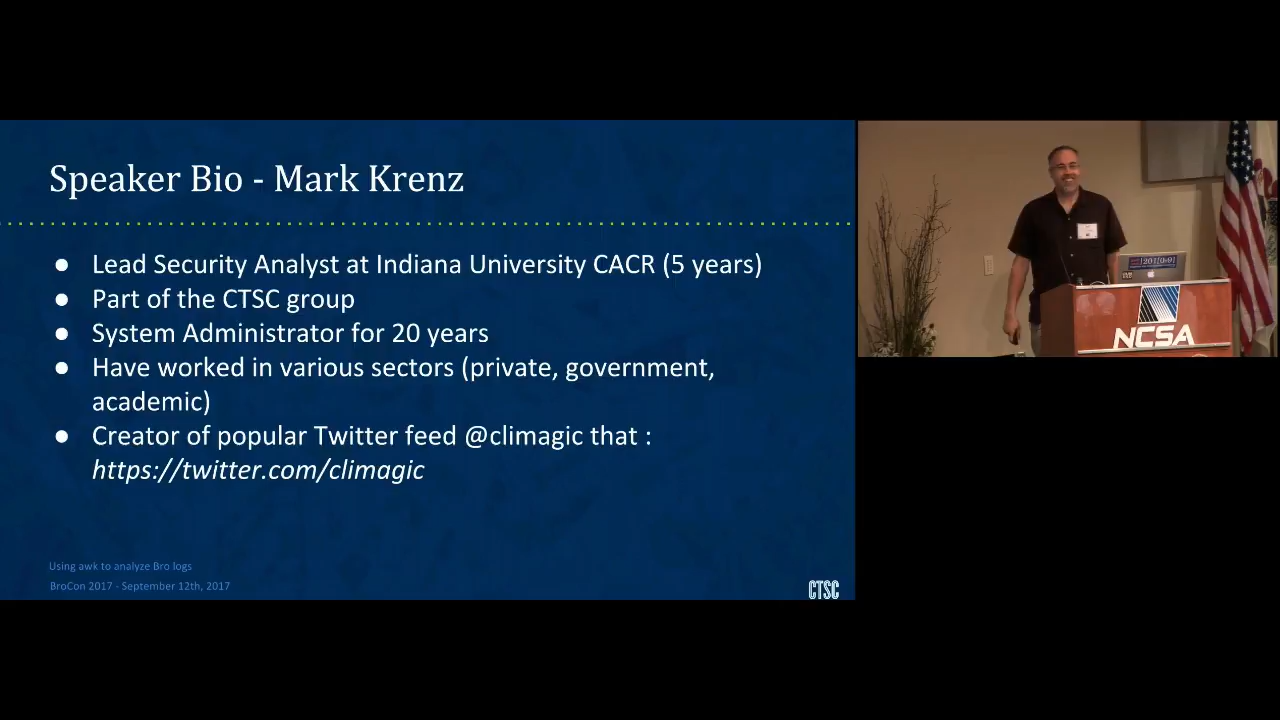 Speaker Bio - Mark Krenz
● Lead Security Analyst at Indiana University CACR (5 years)
● Part of the CTSC group
● System Administrator for 20 years
● Have worked in various sectors (private, government,
academic)
● Creator of popular Twitter feed @climagic that :
https://twitter.com/climagic
Using awk to analyze Bro logs
BroCon 2017 - September 12th, 2017
CTSC
NCSA